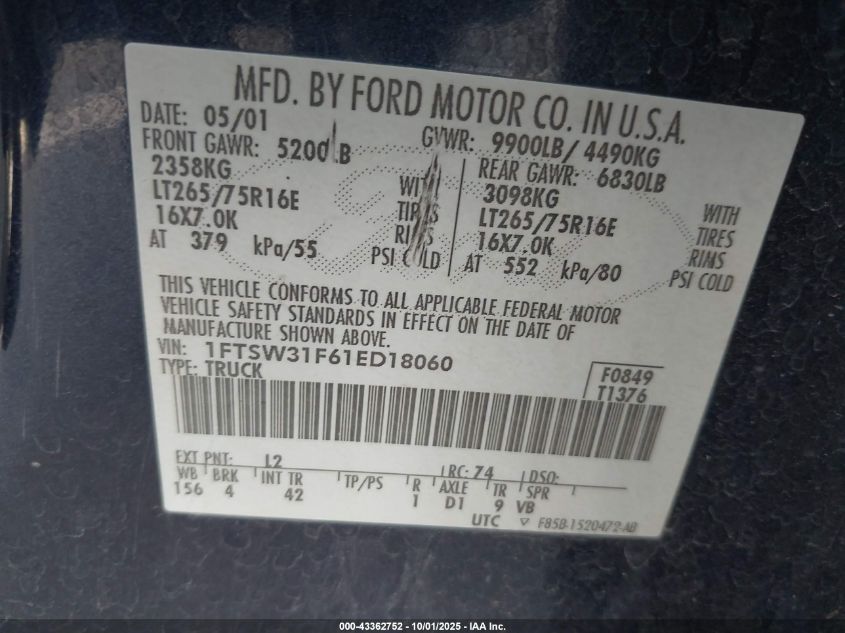 MFD. BY FORD MOTOR CO. IN U.S.A.
DATE: 05/01 GVWR: 9900LB/ 4490KG
FRONT GAWR: 5200LB REAR GAWR: 6830LB
2358KG WITH 3098KG WITH
LT265/75R16E TIRES LT265/75R16E TIRES
16X7.0K RIMS 16X7.0K RIMS
AT 379 kPa/55 PSI COLD AT 552 kPa/80 PSI COLD
THIS VEHICLE CONFORMS TO ALL APPLICABLE FEDERAL MOTOR
VEHICLE SAFETY STANDARDS IN EFFECT ON THE DATE OF
MANUFACTURE SHOWN ABOVE.
VIN: 1FTSW31F61ED18060
TYPE: TRUCK
F0849
T1376
EXT PNT: L2 RC: 74 DSO:
WB BRK INT TR TP/PS R AXLE TR SPR
156 4 42 1 D1 9 VB
UTC ▽ F85B-1520472-AB
000-43362752 - 10/01/2025 - IAA Inc.